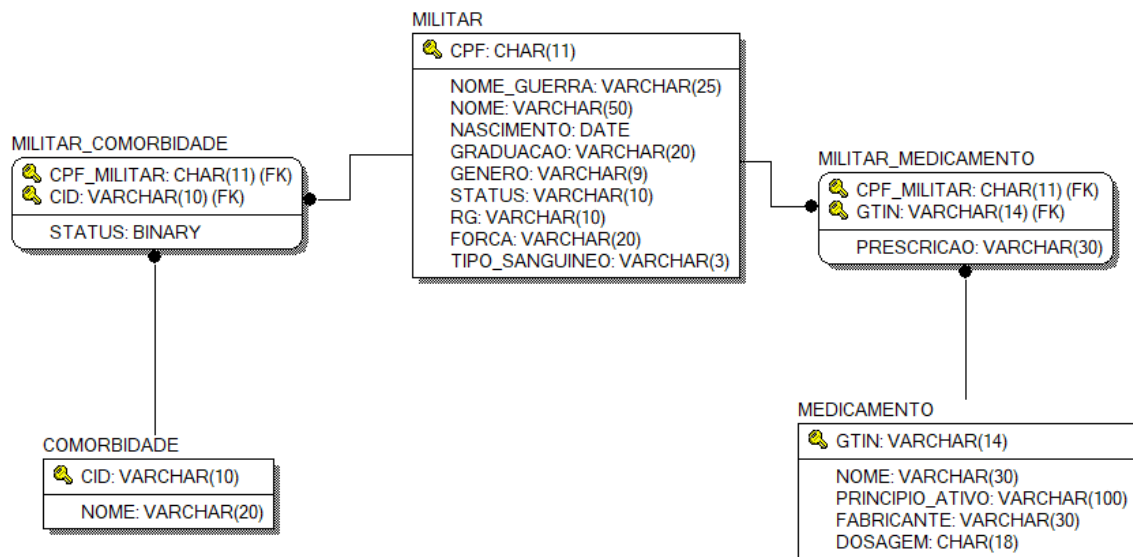 MILITAR
CPF: CHAR(11)
NOME_GUERRA: VARCHAR(25)
NOME: VARCHAR(50)
NASCIMENTO: DATE
GRADUACAO: VARCHAR(20)
GENERO: VARCHAR(9)
STATUS: VARCHAR(10)
RG: VARCHAR(10)
FORCA: VARCHAR(20)
TIPO_SANGUINEO: VARCHAR(3)
MILITAR_COMORBIDADE
CPF_MILITAR: CHAR(11) (FK)
CID: VARCHAR(10) (FK)
STATUS: BINARY
MILITAR_MEDICAMENTO
CPF_MILITAR: CHAR(11) (FK)
GTIN: VARCHAR(14) (FK)
PRESCRICAO: VARCHAR(30)
COMORBIDADE
CID: VARCHAR(10)
NOME: VARCHAR(20)
MEDICAMENTO
GTIN: VARCHAR(14)
NOME: VARCHAR(30)
PRINCIPIO_ATIVO: VARCHAR(100)
FABRICANTE: VARCHAR(30)
DOSAGEM: CHAR(18)